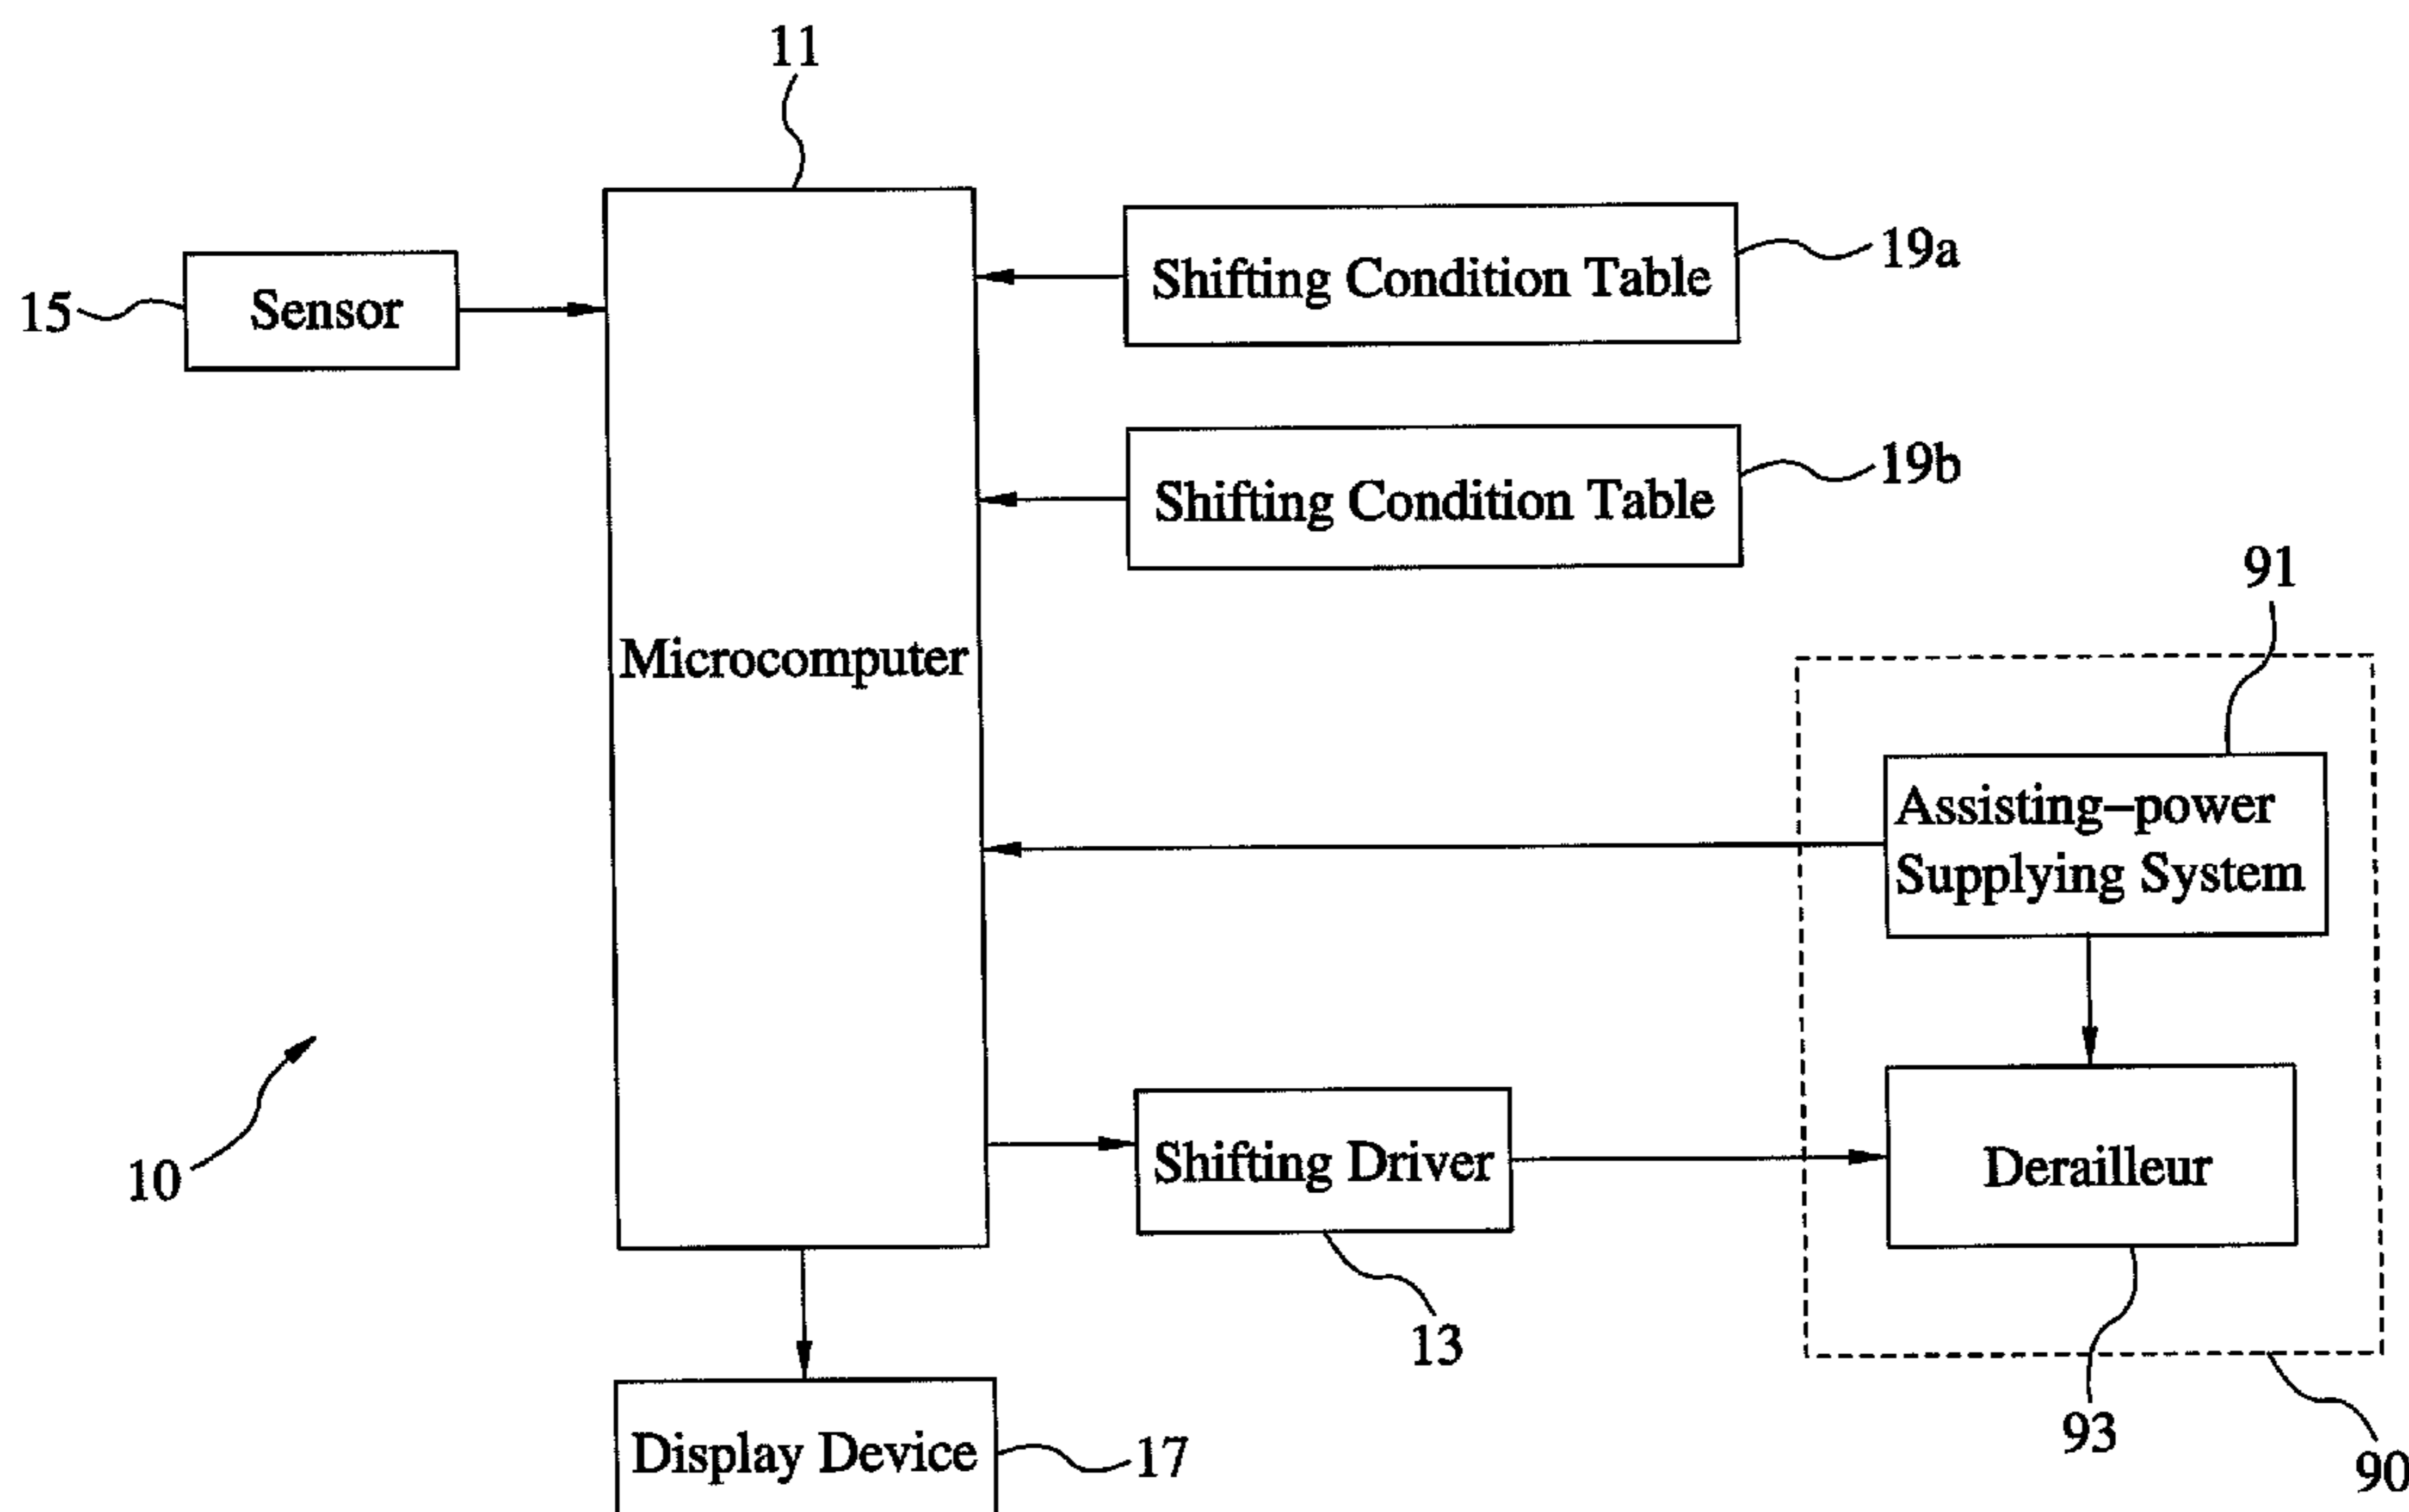 11
Shifting Condition Table
19a
15
Sensor
Shifting Condition Table
19b
Microcomputer
91
Assisting–power
Supplying System
10
Shifting Driver
Derailleur
13
93
90
Display Device
17